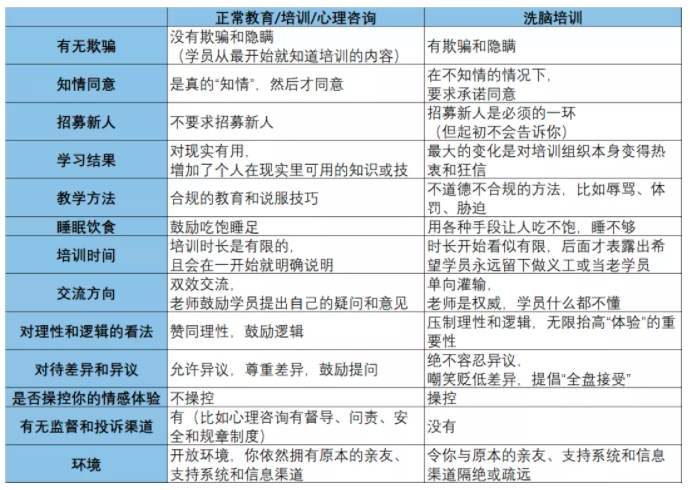 正常教育/培训/心理咨询
洗脑培训
有无欺骗
没有欺骗和隐瞒
（学员从最开始就知道培训的内容）
有欺骗和隐瞒
知情同意
是真的“知情”，然后才同意
在不知情的情况下，
要求承诺同意
招募新人
不要求招募新人
招募新人是必须的一环
（但起初不会告诉你）
学习结果
对现实有用，
增加了个人在现实里可用的知识或技
最大的变化是对培训组织本身变得热
衷和狂信
教学方法
合规的教育和说服技巧
不道德不合规的方法，比如辱骂、体
罚、胁迫
睡眠饮食
鼓励吃饱睡足
用各种手段让人吃不饱，睡不够
培训时间
培训时长是有限的，
且会在一开始就明确说明
时长开始看似有限，后面才表露出希
望学员永远留下做义工或当老学员
交流方向
双效交流，
老师鼓励学员提出自己的疑问和意见
单向灌输，
老师是权威，学员什么都不懂
对理性和逻辑的看法
赞同理性，鼓励逻辑
压制理性和逻辑，无限抬高“体验”的重
要性
对待差异和异议
允许异议，尊重差异，鼓励提问
绝不容忍异议，
嘲笑贬低差异，提倡“全盘接受”
是否操控你的情感体验
不操控
操控
有无监督和投诉渠道
有（比如心理咨询有督导、问责、安
全和规章制度）
没有
环境
开放环境，你依然拥有原本的亲友、
支持系统和信息渠道
令你与原本的亲友、支持系统和信息
渠道隔绝或疏远